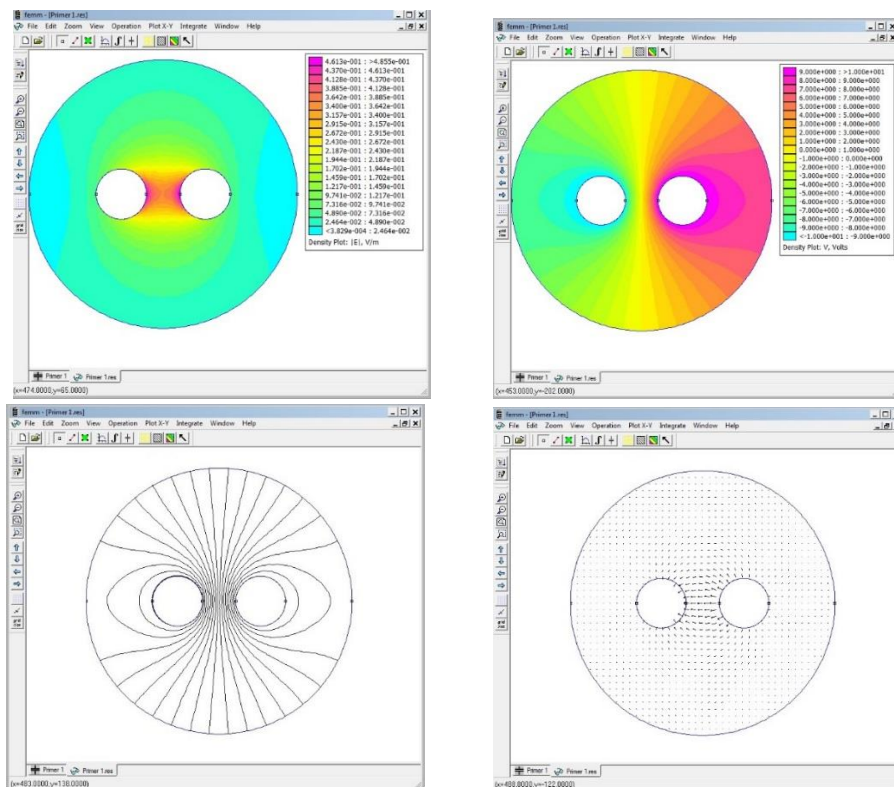 femm - [Primer 1.res]
File Edit Zoom View Operation Plot X-Y Integrate Window Help
4.613e-001 : >4.855e-001
4.370e-001 : 4.613e-001
4.128e-001 : 4.370e-001
3.885e-001 : 4.128e-001
3.642e-001 : 3.885e-001
3.400e-001 : 3.642e-001
3.157e-001 : 3.400e-001
2.915e-001 : 3.157e-001
2.672e-001 : 2.915e-001
2.430e-001 : 2.672e-001
2.187e-001 : 2.430e-001
1.944e-001 : 2.187e-001
1.702e-001 : 1.944e-001
1.459e-001 : 1.702e-001
1.217e-001 : 1.459e-001
9.741e-002 : 1.217e-001
7.316e-002 : 9.741e-002
4.890e-002 : 7.316e-002
2.464e-002 : 4.890e-002
<3.829e-004 : 2.464e-002
Density Plot: |E|, V/m
Primer 1 Primer 1.res
(x=474.0000,y=65.0000)
femm - [Primer 1.res]
File Edit Zoom View Operation Plot X-Y Integrate Window Help
9.000e+000 : >1.000e+001
8.000e+000 : 9.000e+000
7.000e+000 : 8.000e+000
6.000e+000 : 7.000e+000
5.000e+000 : 6.000e+000
4.000e+000 : 5.000e+000
3.000e+000 : 4.000e+000
2.000e+000 : 3.000e+000
1.000e+000 : 2.000e+000
0.000e+000 : 1.000e+000
-1.000e+000 : 0.000e+000
-2.000e+000 : -1.000e+000
-3.000e+000 : -2.000e+000
-4.000e+000 : -3.000e+000
-5.000e+000 : -4.000e+000
-6.000e+000 : -5.000e+000
-7.000e+000 : -6.000e+000
-8.000e+000 : -7.000e+000
-9.000e+000 : -8.000e+000
<-1.000e+001 : -9.000e+000
Density Plot: V, Volts
Primer 1 Primer 1.res
(x=453.0000,y=-202.0000)
femm - [Primer 1.res]
File Edit Zoom View Operation Plot X-Y Integrate Window Help
Primer 1 Primer 1.res
(x=483.0000,y=138.0000)
femm - [Primer 1.res]
File Edit Zoom View Operation Plot X-Y Integrate Window Help
Primer 1 Primer 1.res
(x=488.0000,y=-122.0000)